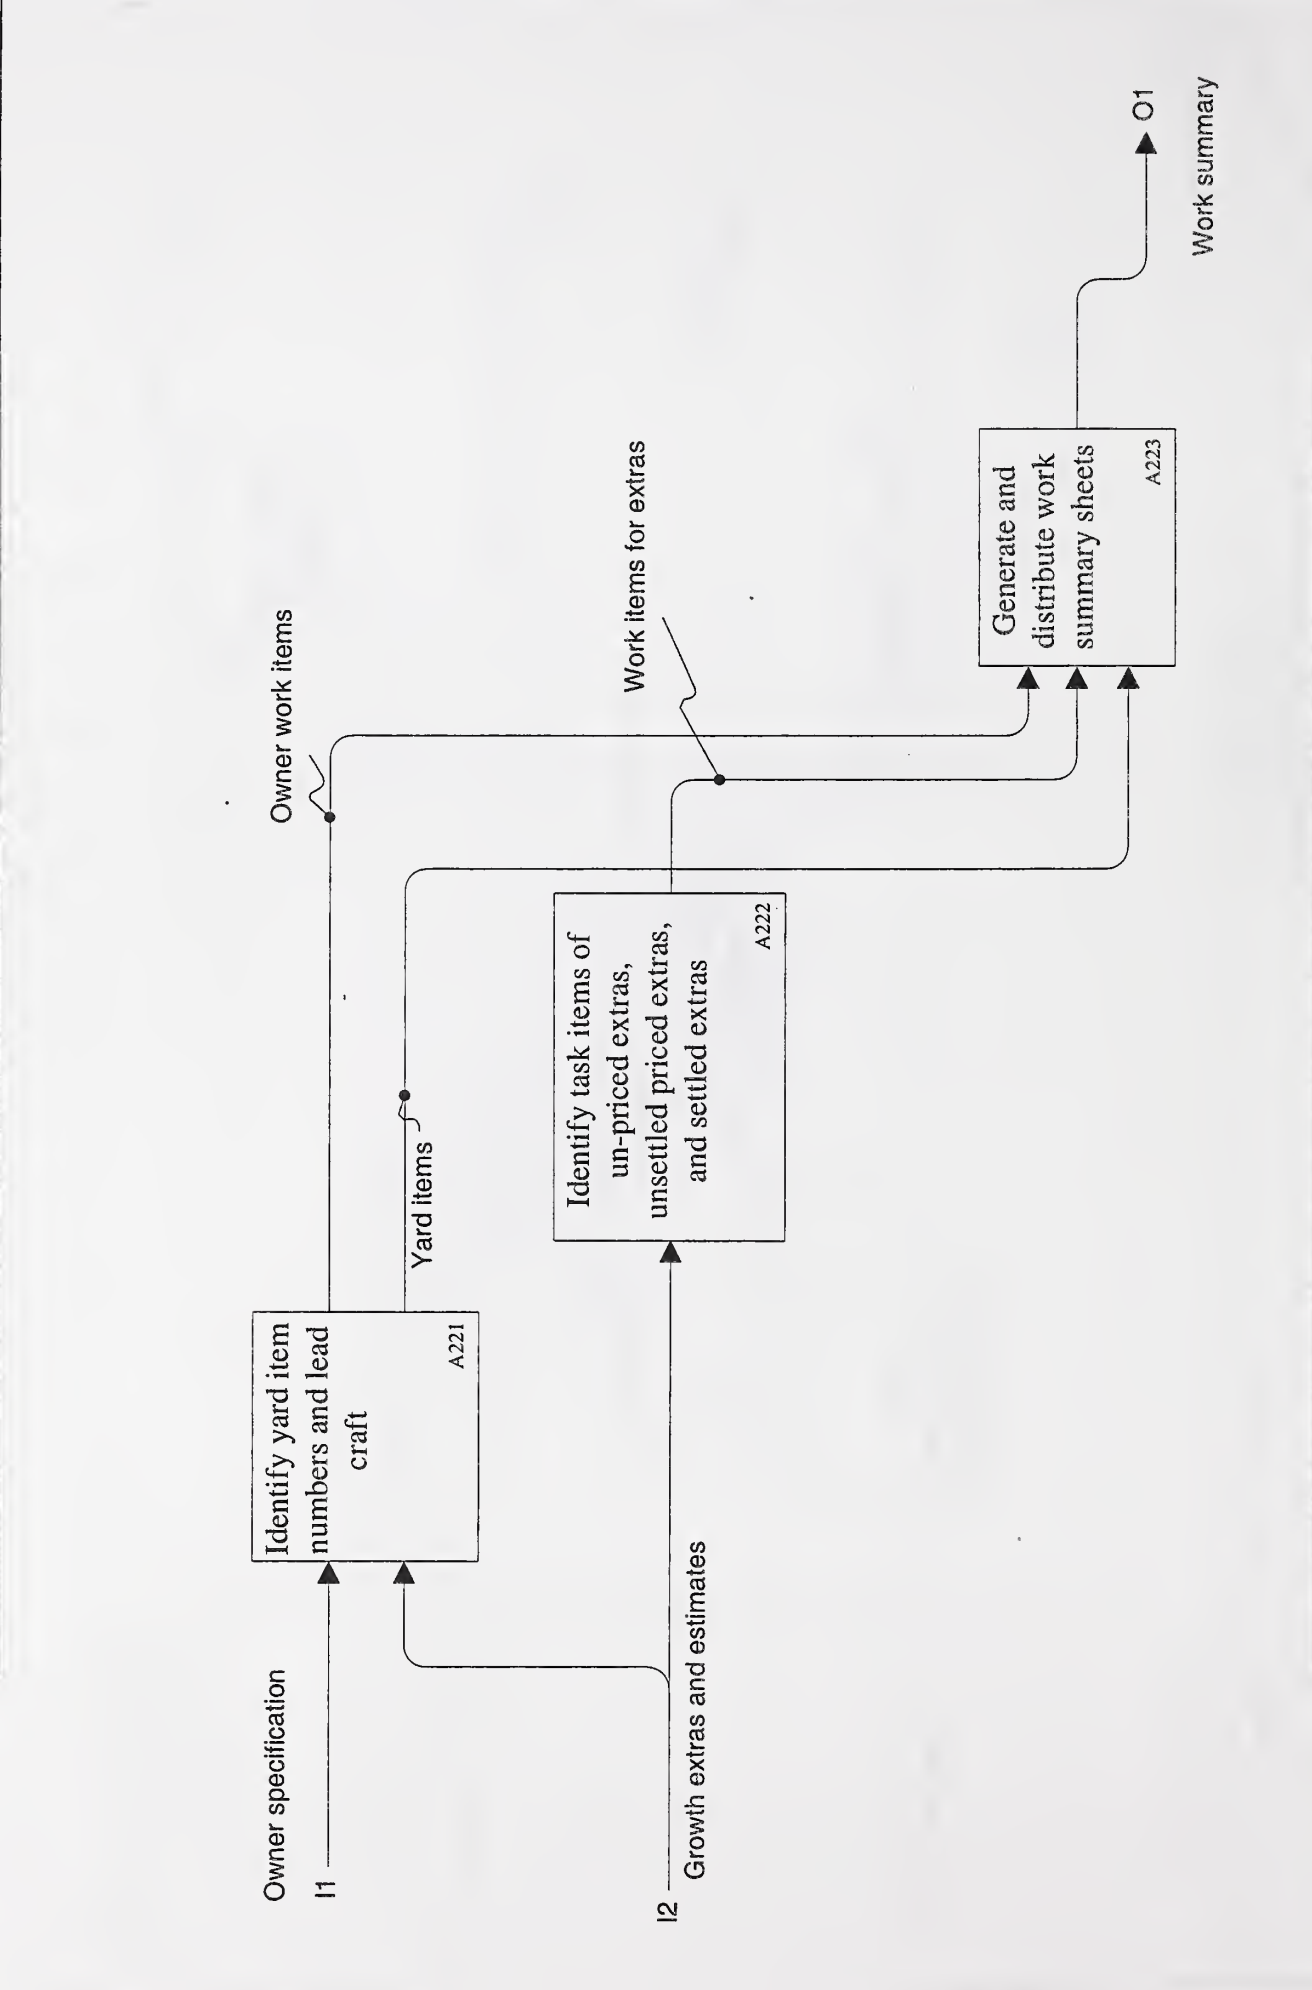 Owner specification
I1
Identify yard item
numbers and lead
craft
A221
Owner work items
Yard items
I2
Growth extras and estimates
Identify task items of
un-priced extras,
unsettled priced extras,
and settled extras
A222
Work items for extras
Generate and
distribute work
summary sheets
A223
O1
Work summary